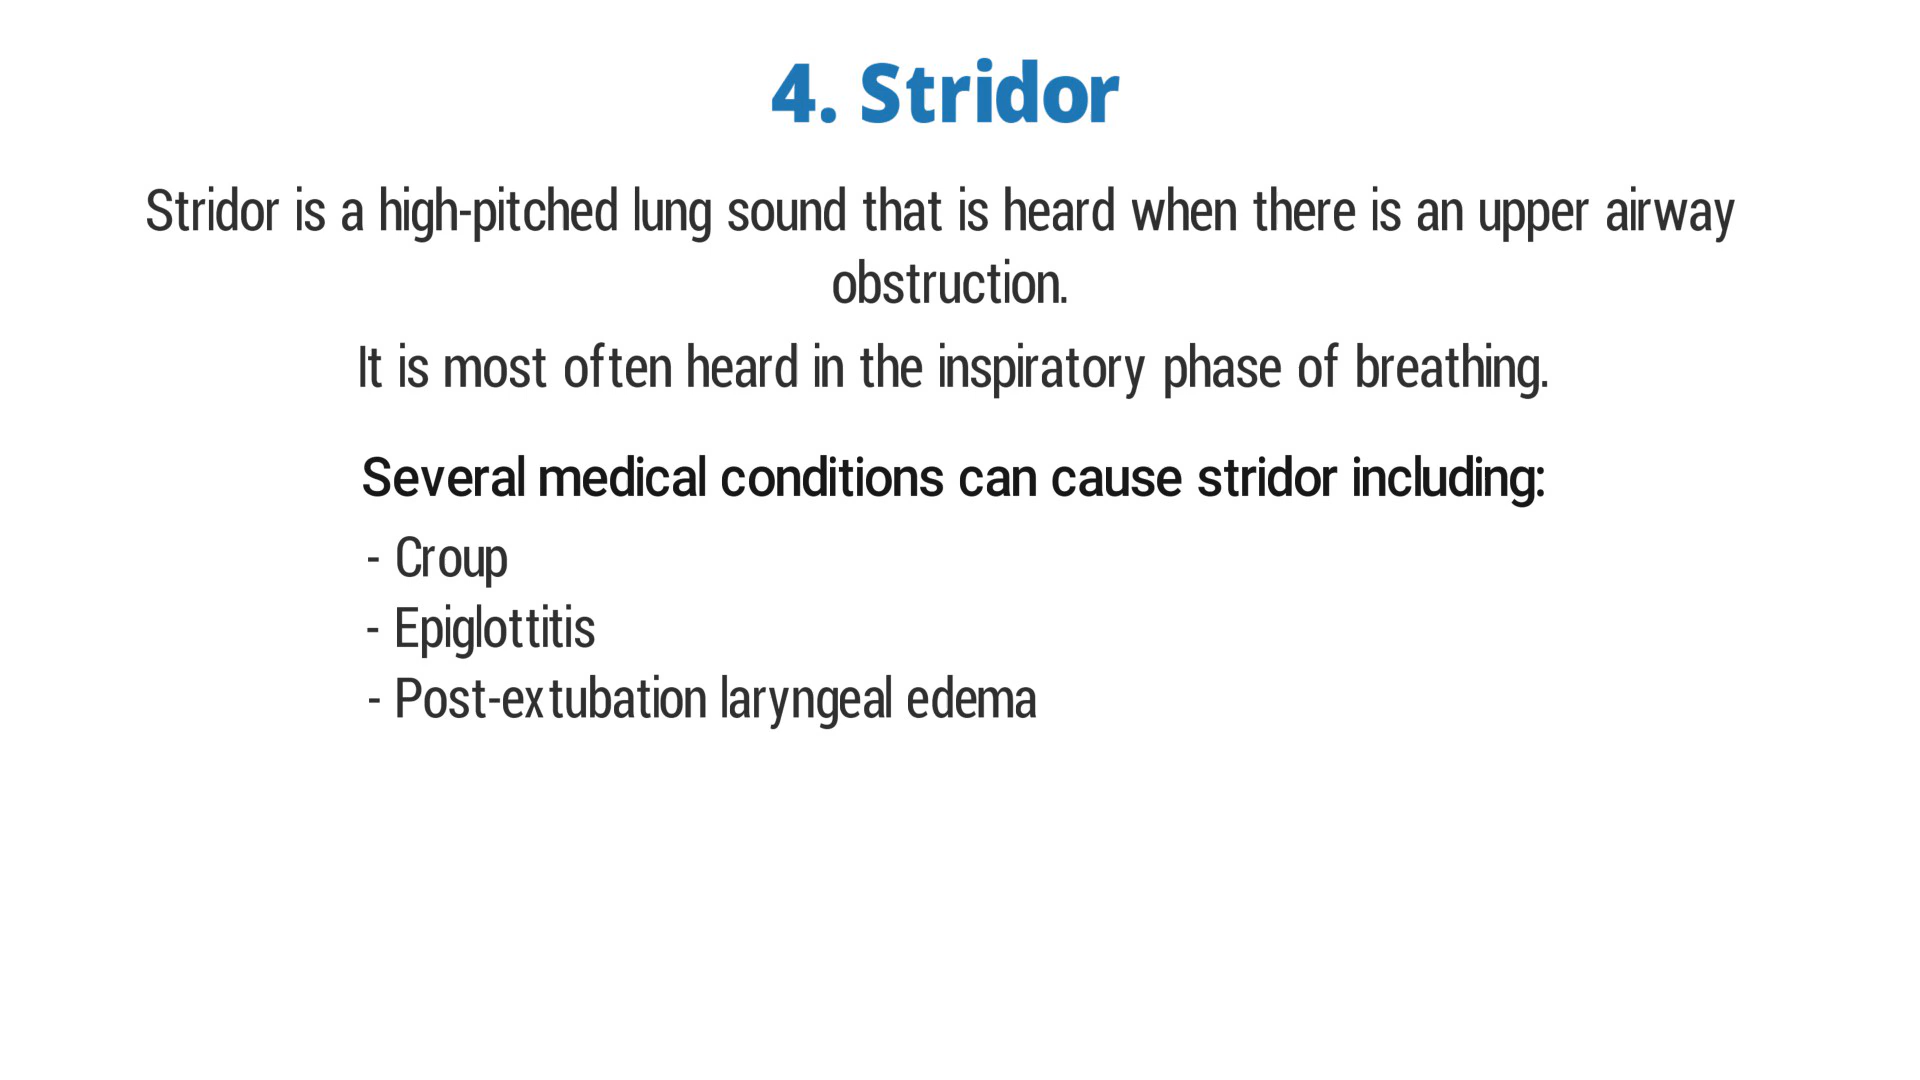 4. Stridor
Stridor is a high-pitched lung sound that is heard when there is an upper airway
obstruction.
It is most often heard in the inspiratory phase of breathing.
Several medical conditions can cause stridor including:
- Croup
- Epiglottitis
- Post-extubation laryngeal edema